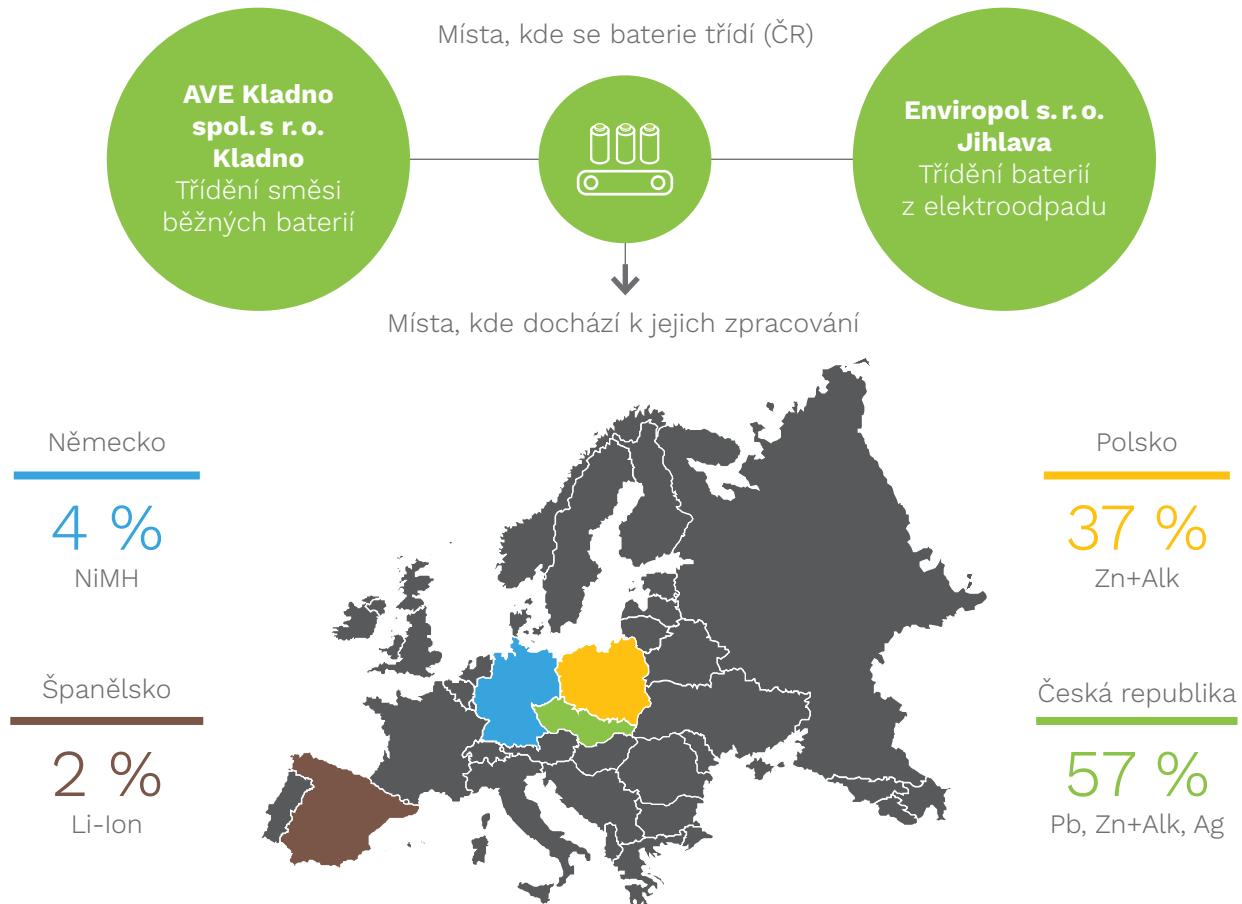 Místa, kde se baterie třídí (ČR)
AVE Kladno
spol. s r. o.
Kladno
Třídění směsi
běžných baterií
Enviropol s. r. o.
Jihlava
Třídění baterií
z elektroodpadu
Místa, kde dochází k jejich zpracování
Německo
4 %
NiMH
Polsko
37 %
Zn+Alk
Španělsko
2 %
Li-Ion
Česká republika
57 %
Pb, Zn+Alk, Ag